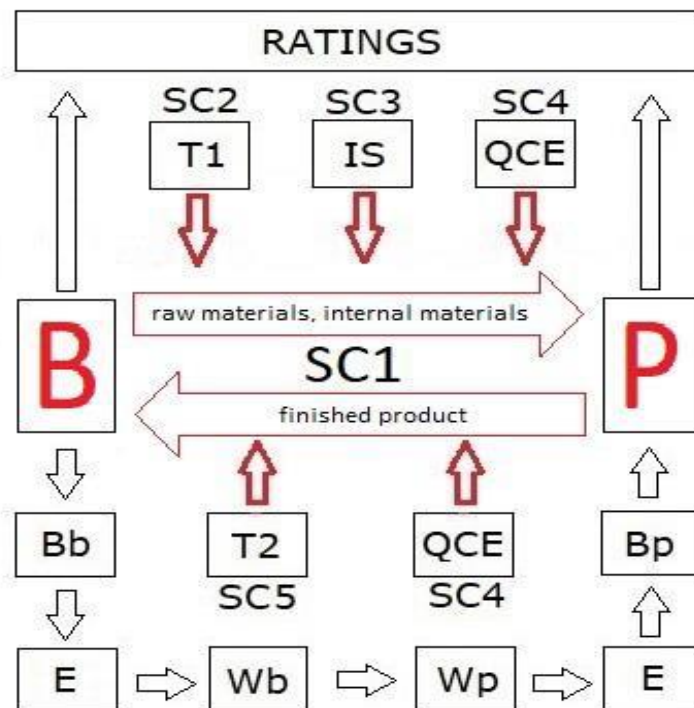 RATINGS
SC2 SC3 SC4
T1 IS QCE
raw materials, internal materials
B SC1 P
finished product
Bb T2 QCE Bp
SC5 SC4
E Wb Wp E